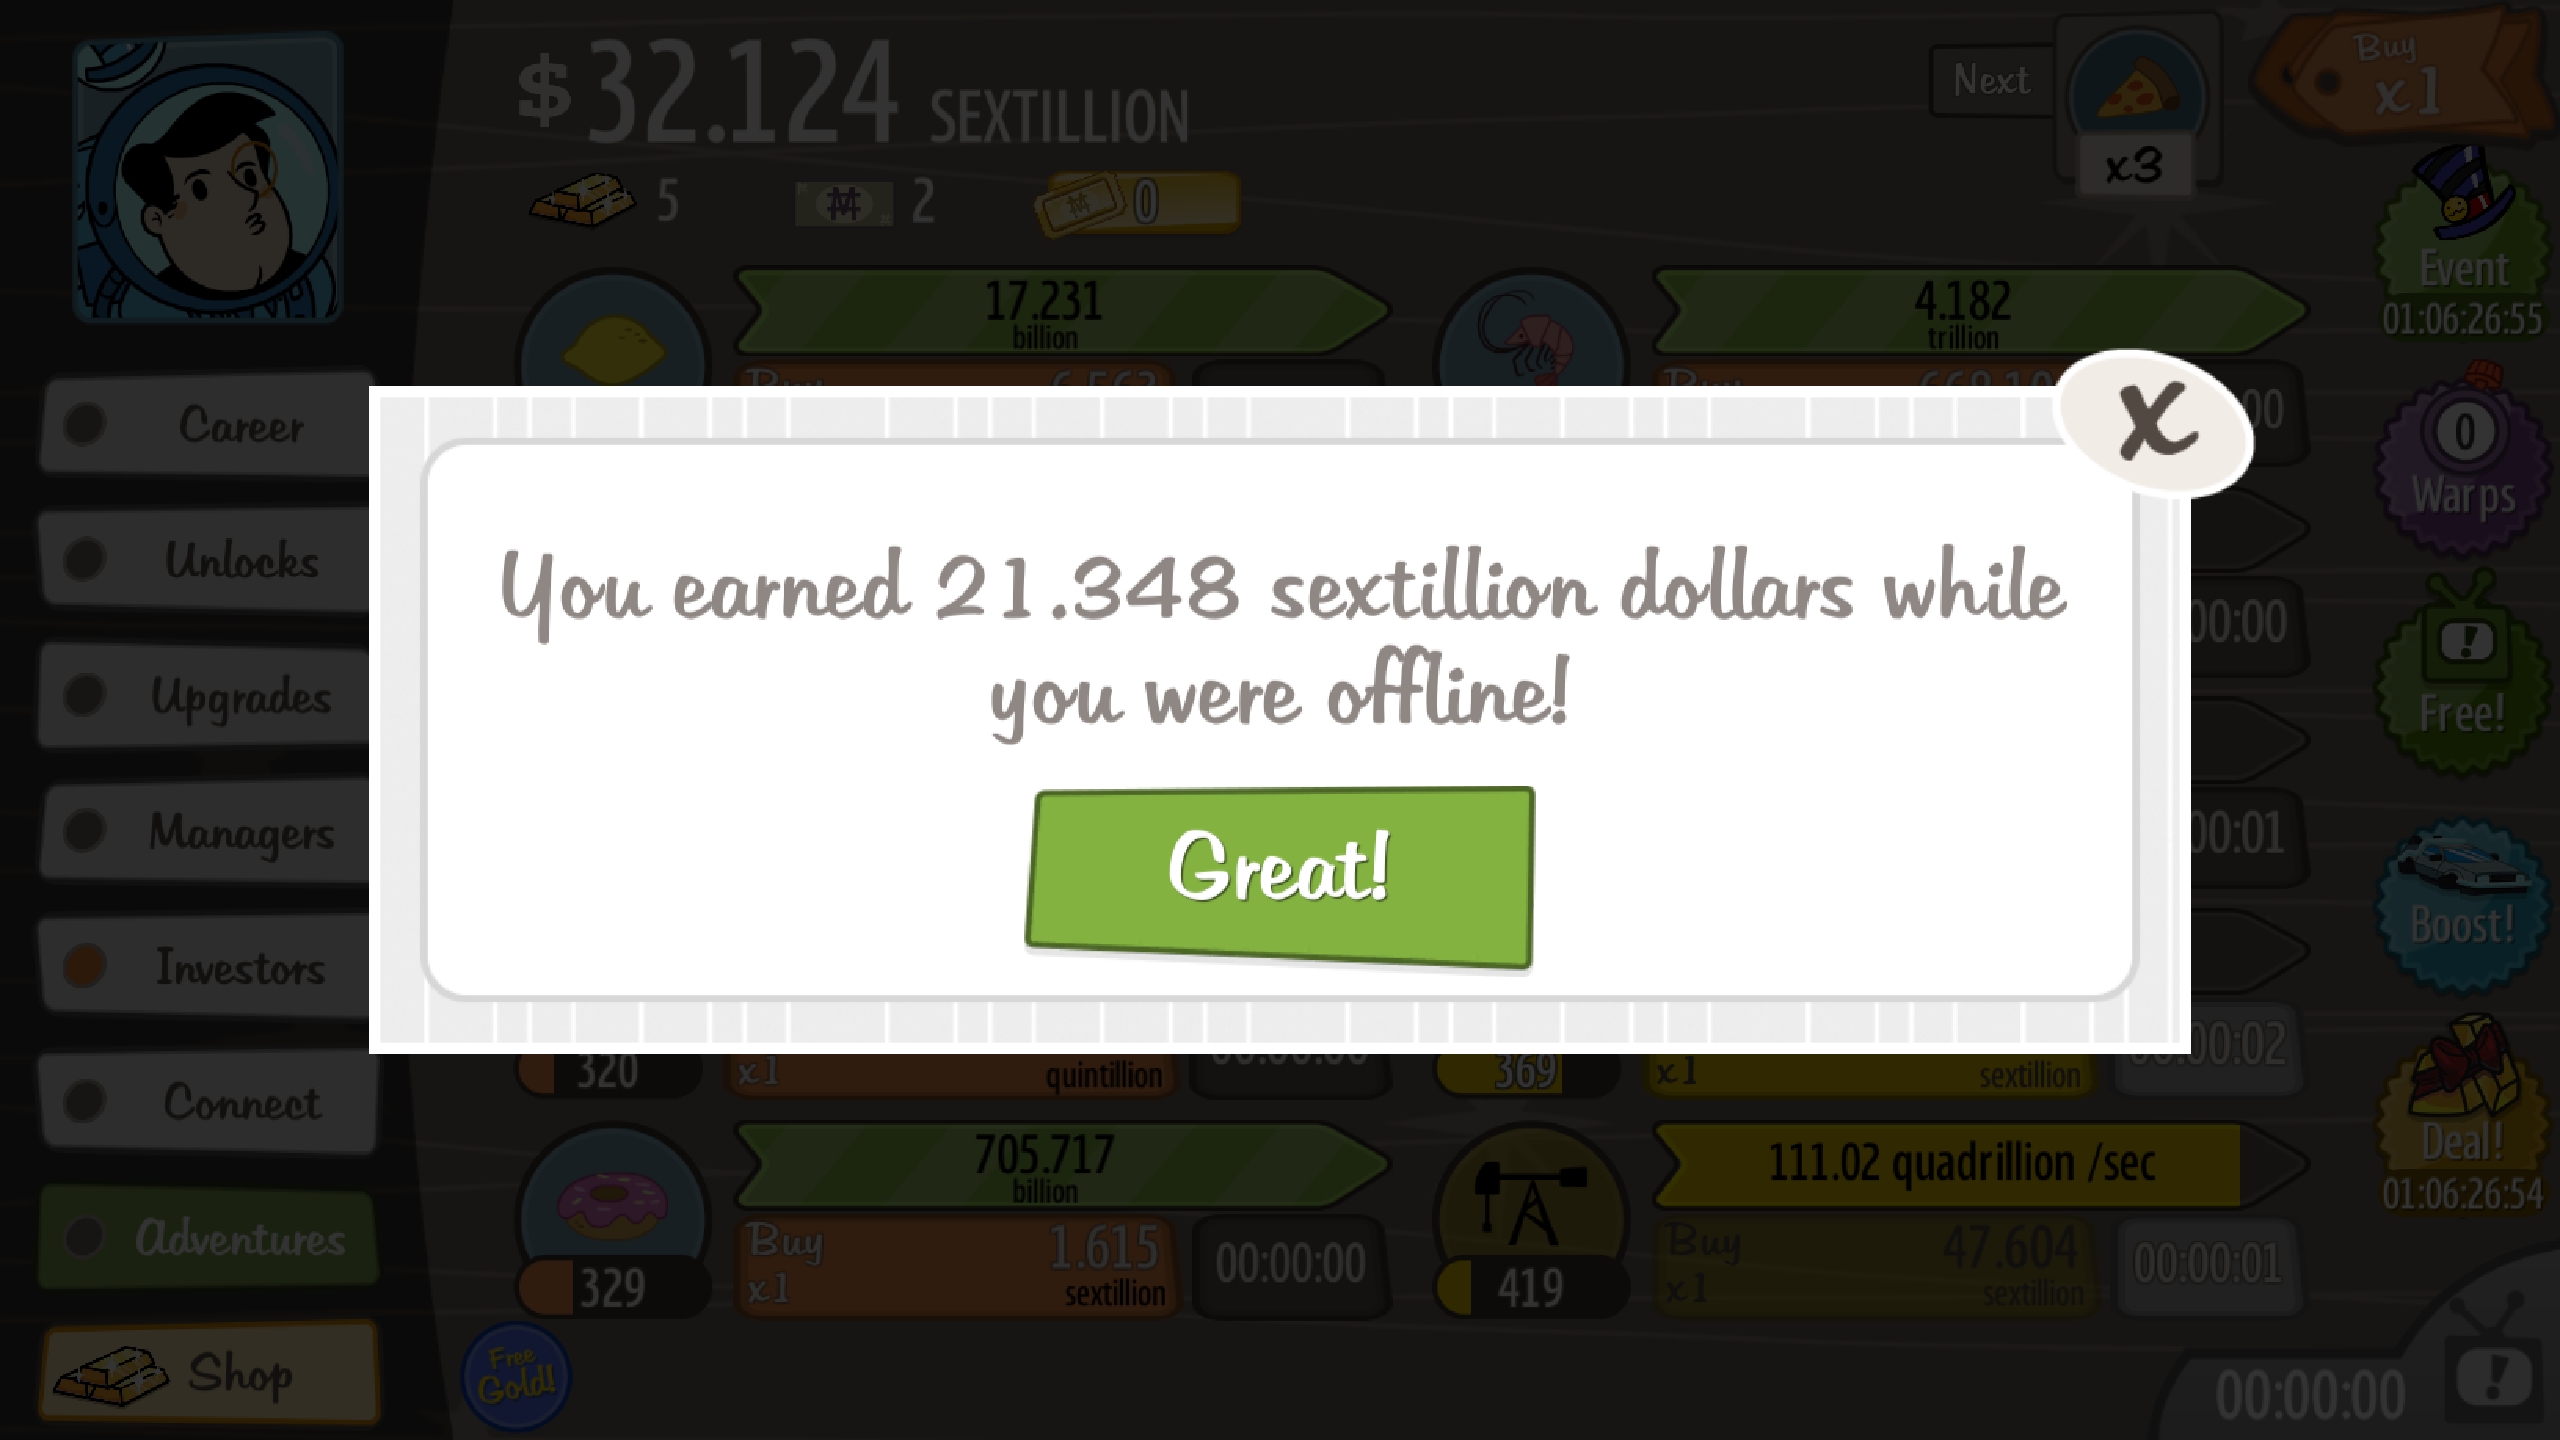 $32.124 SEXTILLION
5
2
0
Next
x3
Buy
x1
Event
01:06:26:55
0
Warps
Free!
Boost!
Deal!
01:06:26:54
Career
Unlocks
Upgrades
Managers
Investors
Connect
Adventures
Shop
17.231
billion
4.182
trillion
Buy
Buy
X
You earned 21.348 sextillion dollars while
you were offline!
Great!
320
x1
quintillion
369
x1
sextillion
00:02
705.717
billion
Buy
x1
1.615
sextillion
00:00:00
329
111.02 quadrillion /sec
Buy
x1
47.604
sextillion
00:00:01
419
Free
Gold!
00:00:00